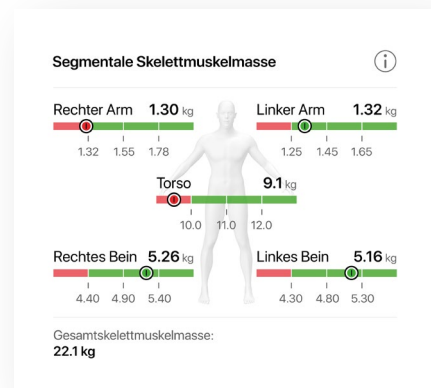 Segmentale Skelettmuskelmasse
Rechter Arm 1.30 kg
1.32 1.55 1.78
Linker Arm 1.32 kg
1.25 1.45 1.65
Torso 9.1 kg
10.0 11.0 12.0
Rechtes Bein 5.26 kg
4.40 4.90 5.40
Linkes Bein 5.16 kg
4.30 4.80 5.30
Gesamtskelettmuskelmasse:
22.1 kg